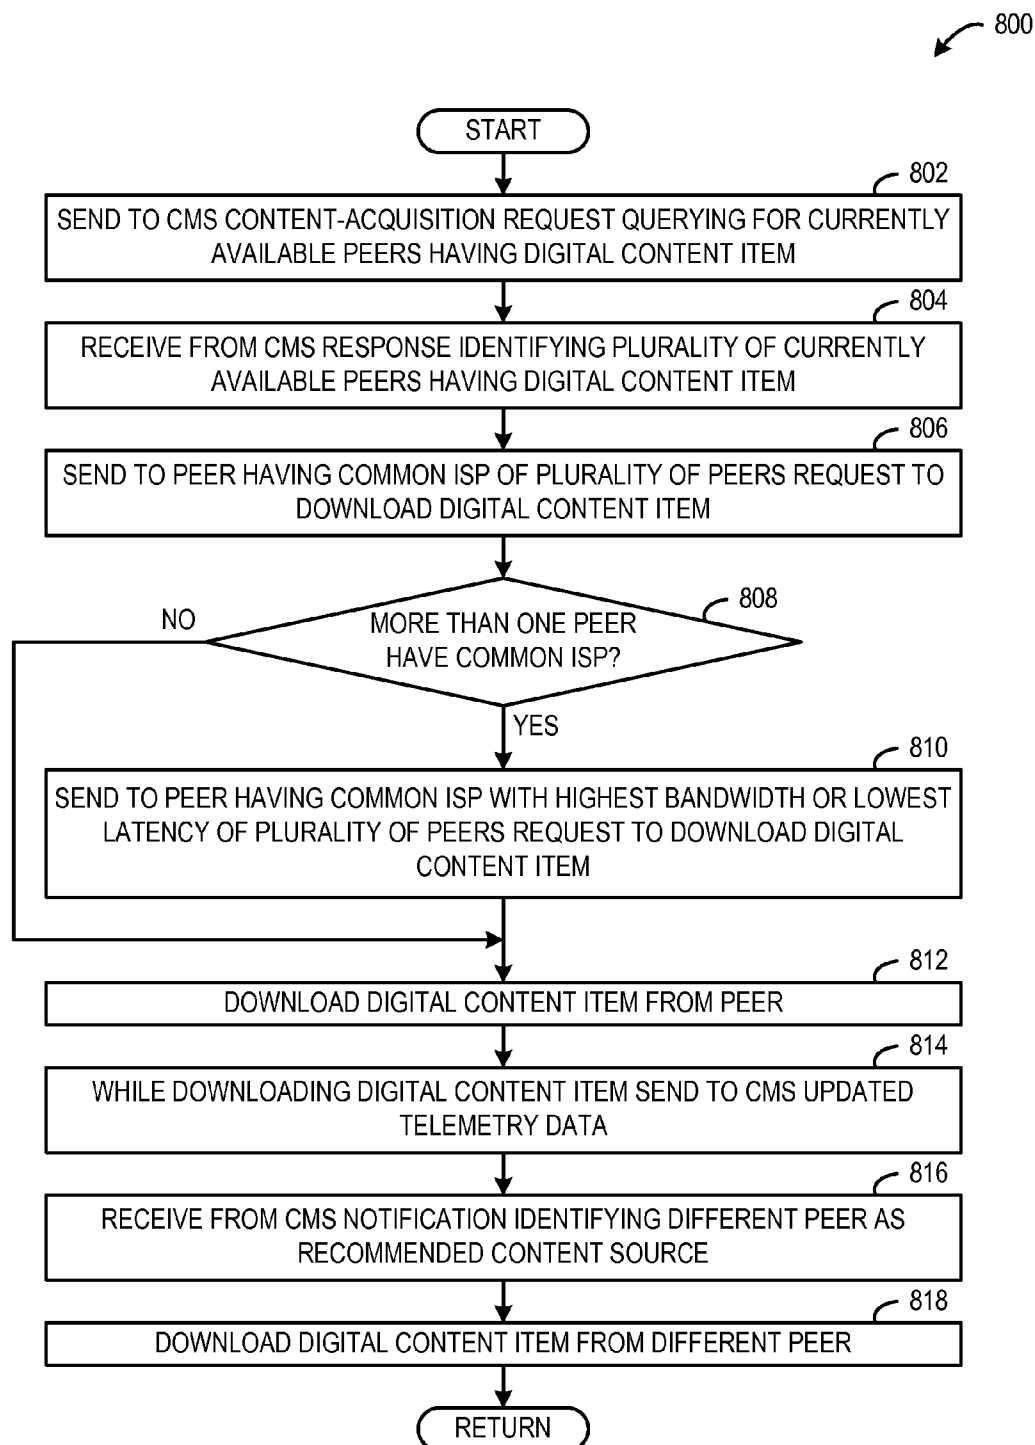 800
START
802
SEND TO CMS CONTENT-ACQUISITION REQUEST QUERYING FOR CURRENTLY
AVAILABLE PEERS HAVING DIGITAL CONTENT ITEM
804
RECEIVE FROM CMS RESPONSE IDENTIFYING PLURALITY OF CURRENTLY
AVAILABLE PEERS HAVING DIGITAL CONTENT ITEM
806
SEND TO PEER HAVING COMMON ISP OF PLURALITY OF PEERS REQUEST TO
DOWNLOAD DIGITAL CONTENT ITEM
808
NO
MORE THAN ONE PEER
HAVE COMMON ISP?
YES
810
SEND TO PEER HAVING COMMON ISP WITH HIGHEST BANDWIDTH OR LOWEST
LATENCY OF PLURALITY OF PEERS REQUEST TO DOWNLOAD DIGITAL
CONTENT ITEM
812
DOWNLOAD DIGITAL CONTENT ITEM FROM PEER
814
WHILE DOWNLOADING DIGITAL CONTENT ITEM SEND TO CMS UPDATED
TELEMETRY DATA
816
RECEIVE FROM CMS NOTIFICATION IDENTIFYING DIFFERENT PEER AS
RECOMMENDED CONTENT SOURCE
818
DOWNLOAD DIGITAL CONTENT ITEM FROM DIFFERENT PEER
RETURN